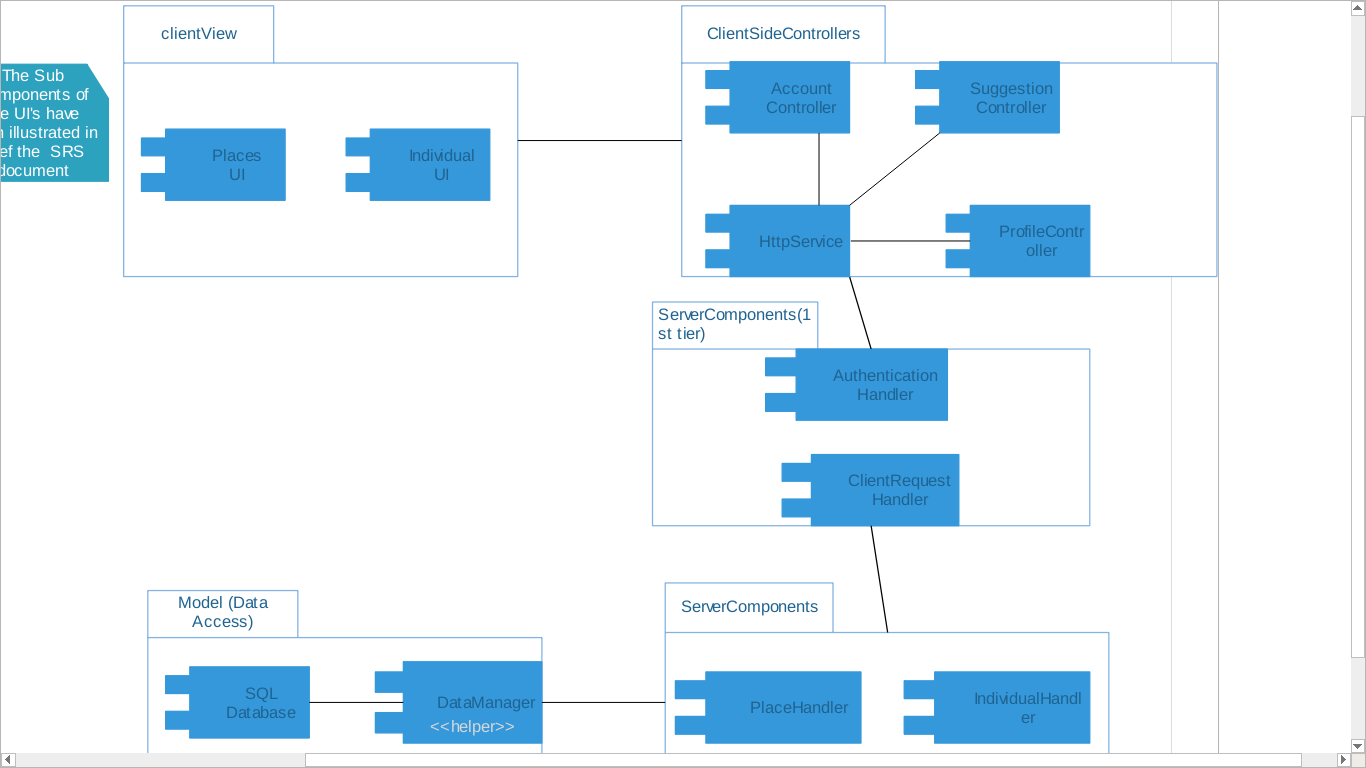 clientView
ClientSideControllers
The Sub
mponents of
e UI's have
illustrated in
ef the SRS
document
Places
UI
Individual
UI
Account
Controller
Suggestion
Controller
HttpService
ProfileContr
oller
ServerComponents(1
st tier)
Authentication
Handler
ClientRequest
Handler
Model (Data
Access)
ServerComponents
SQL
Database
DataManager
<<helper>>
PlaceHandler
IndividualHandl
er